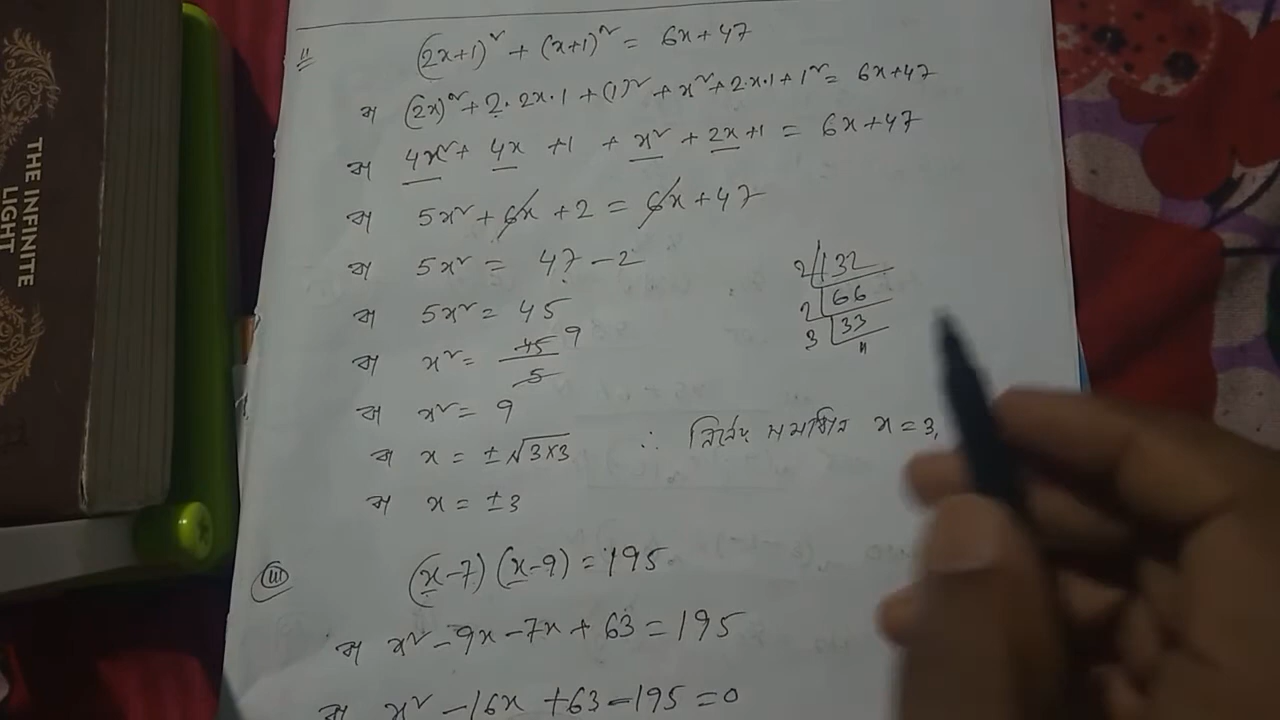 THE INFINITE
LIGHT
ii
(2x+1)² + (x+1)² = 6x+47
বা (2x)² + 2. 2x.1 + (1)² + x² + 2.x.1 + 1² = 6x+47
বা 4x² + 4x +1 + x² + 2x +1 = 6x+47
বা 5x² + 6x + 2 = 6x + 47
বা 5x² = 47 - 2
বা 5x² = 45
বা x² = 45/5 9
বা x² = 9
বা x = ±√3×3
বা x = ±3
2 132
2 66
3 33
11
∴ নির্ণেয় সমাধান x = 3,
iii
(x-7) (x-9) = 195
বা x² - 9x - 7x + 63 = 195
বা x² - 16x + 63 - 195 = 0